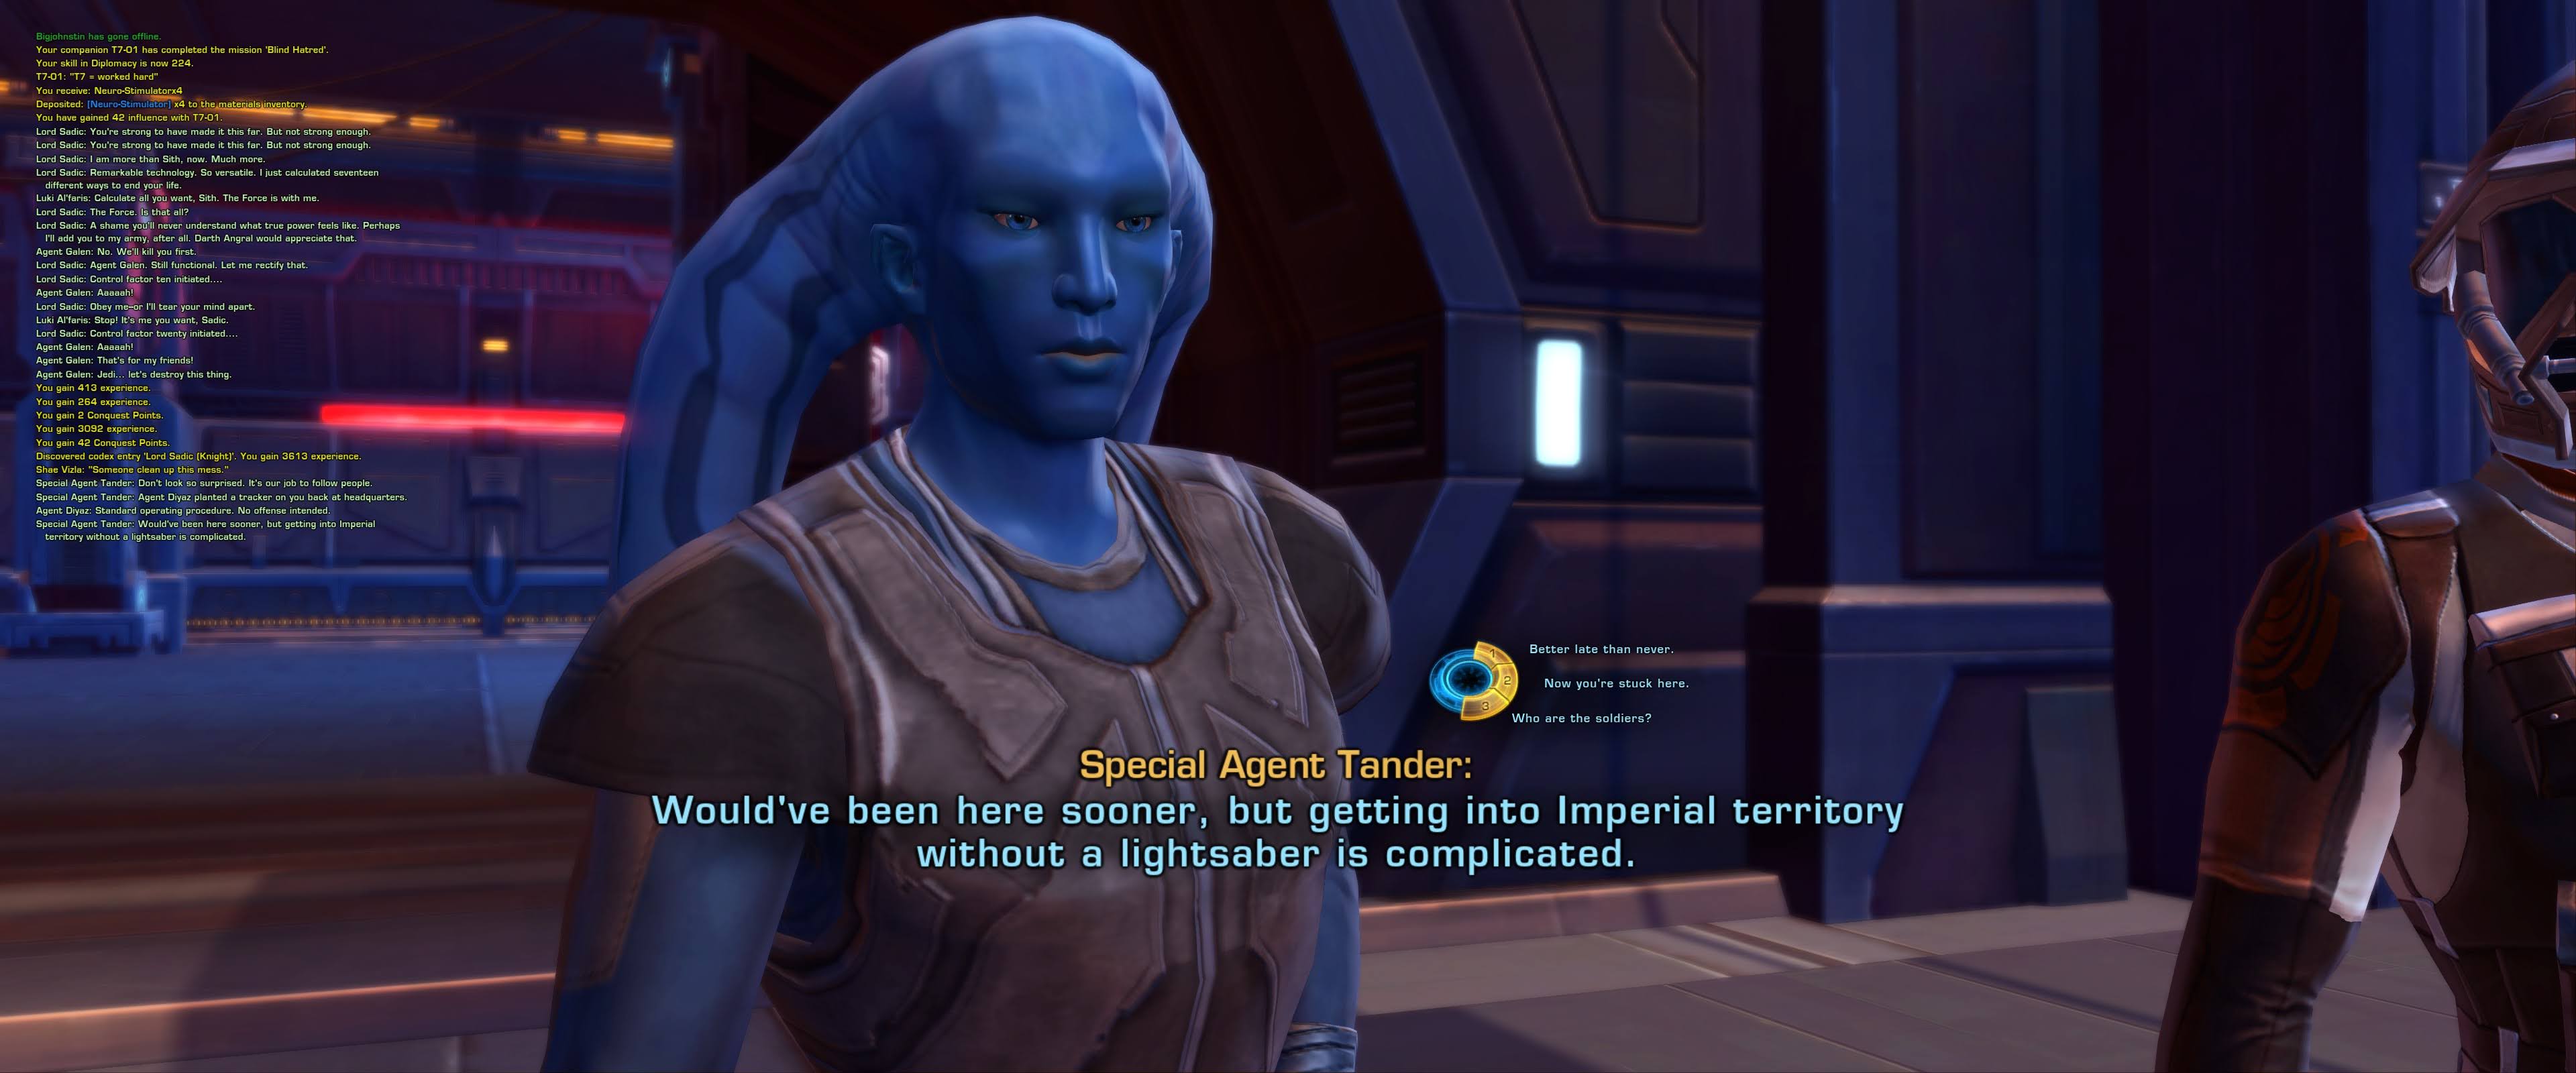 Bigjohnstin has gone offline.
Your companion T7-O1 has completed the mission 'Blind Hatred'.
Your skill in Diplomacy is now 224.
T7-O1: "T7 = worked hard"
You receive: Neuro-Stimulatorx4
Deposited: [Neuro-Stimulator] x4 to the materials inventory.
You have gained 42 influence with T7-O1.
Lord Sadic: You're strong to have made it this far. But not strong enough.
Lord Sadic: You're strong to have made it this far. But not strong enough.
Lord Sadic: I am more than Sith, now. Much more.
Lord Sadic: Remarkable technology. So versatile. I just calculated seventeen
different ways to end your life.
Luki Al'faris: Calculate all you want, Sith. The Force is with me.
Lord Sadic: The Force. Is that all?
Lord Sadic: A shame you'll never understand what true power feels like. Perhaps
I'll add you to my army, after all. Darth Angral would appreciate that.
Agent Galen: No. We'll kill you first.
Lord Sadic: Agent Galen. Still functional. Let me rectify that.
Lord Sadic: Control factor ten initiated....
Agent Galen: Aaaaah!
Lord Sadic: Obey me–or I'll tear your mind apart.
Luki Al'faris: Stop! It's me you want, Sadic.
Lord Sadic: Control factor twenty initiated....
Agent Galen: Aaaaah!
Agent Galen: That's for my friends!
Agent Galen: Jedi... let's destroy this thing.
You gain 413 experience.
You gain 264 experience.
You gain 2 Conquest Points.
You gain 3092 experience.
You gain 42 Conquest Points.
Discovered codex entry 'Lord Sadic (Knight)'. You gain 3613 experience.
Shae Vizla: "Someone clean up this mess."
Special Agent Tander: Don't look so surprised. It's our job to follow people.
Special Agent Tander: Agent Diyaz planted a tracker on you back at headquarters.
Agent Diyaz: Standard operating procedure. No offense intended.
Special Agent Tander: Would've been here sooner, but getting into Imperial
territory without a lightsaber is complicated.
1 Better late than never.
2 Now you're stuck here.
3 Who are the soldiers?
Special Agent Tander:
Would've been here sooner, but getting into Imperial territory
without a lightsaber is complicated.